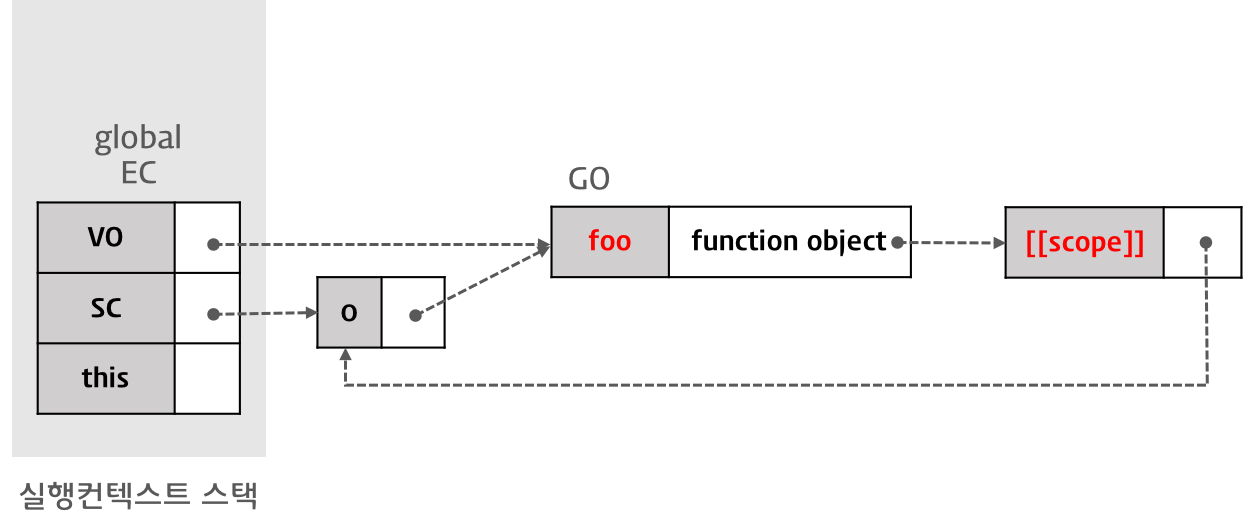 global
EC
VO
SC
this
0
GO
foo
function object
[[scope]]
실행컨텍스트 스택